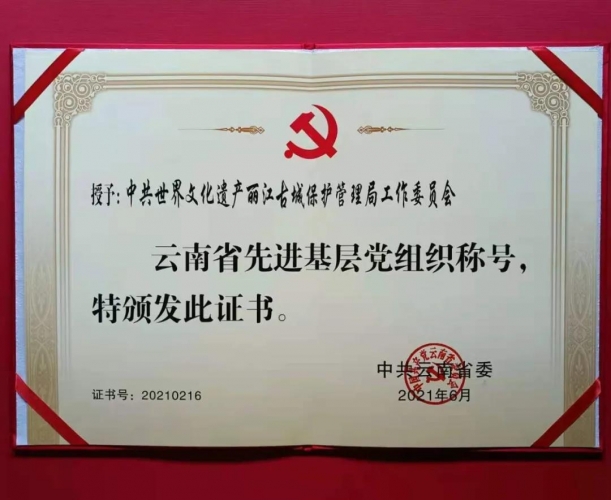 授予：中共世界文化遗产丽江古城保护管理局工作委员会
云南省先进基层党组织称号，
特颁发此证书。
中共云南省委
证书号：20210216
2021年6月